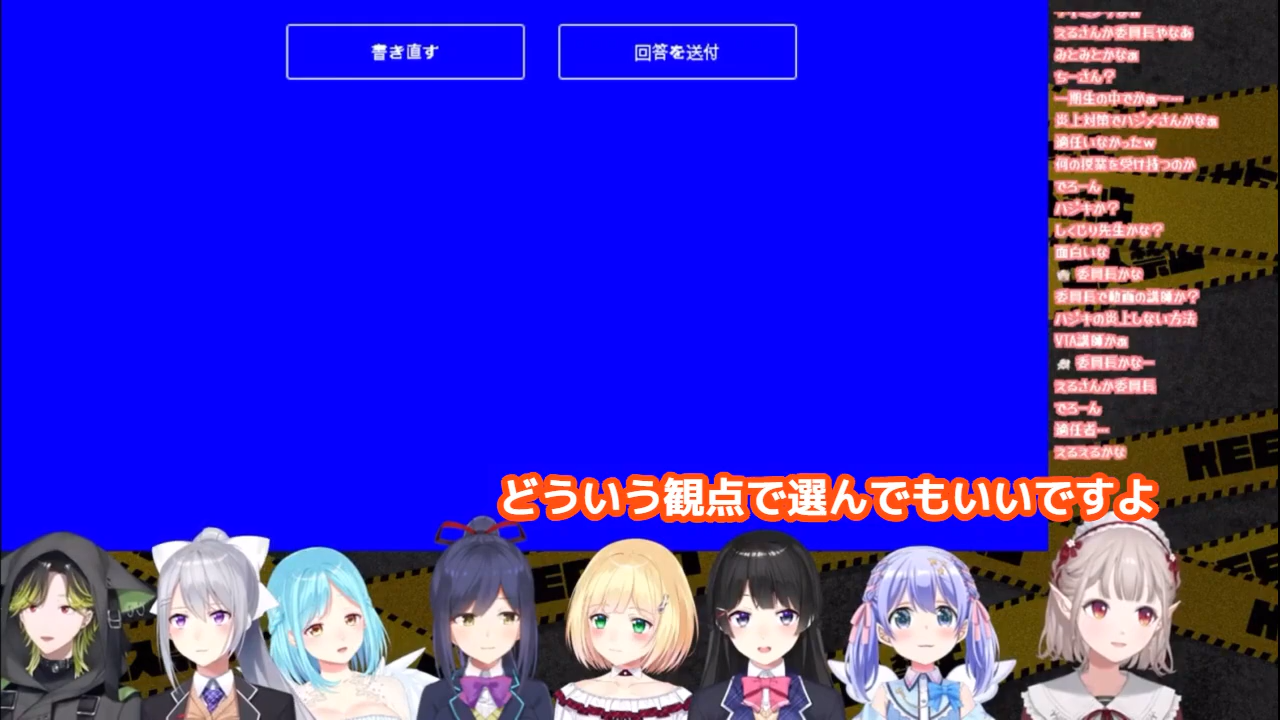 書き直す
回答を送付
えるさんか委員長やなあ
みとみとかなぁ
ちーさん？
一期生の中でかぁ〜〜
炎上対策でハジメさんかなぁ
適任いなかったw
何の授業を受け持つのか
でろーん
ハジキか？
しくじり先生かな？
面白いな
委員長かな
委員長で動画の講師か？
ハジキの炎上しない方法
VTA講師かぁ
委員長かなー
えるさんか委員長
でろーん
適任者ー
えるえるかな
どういう観点で選んでもいいですよ
KEE